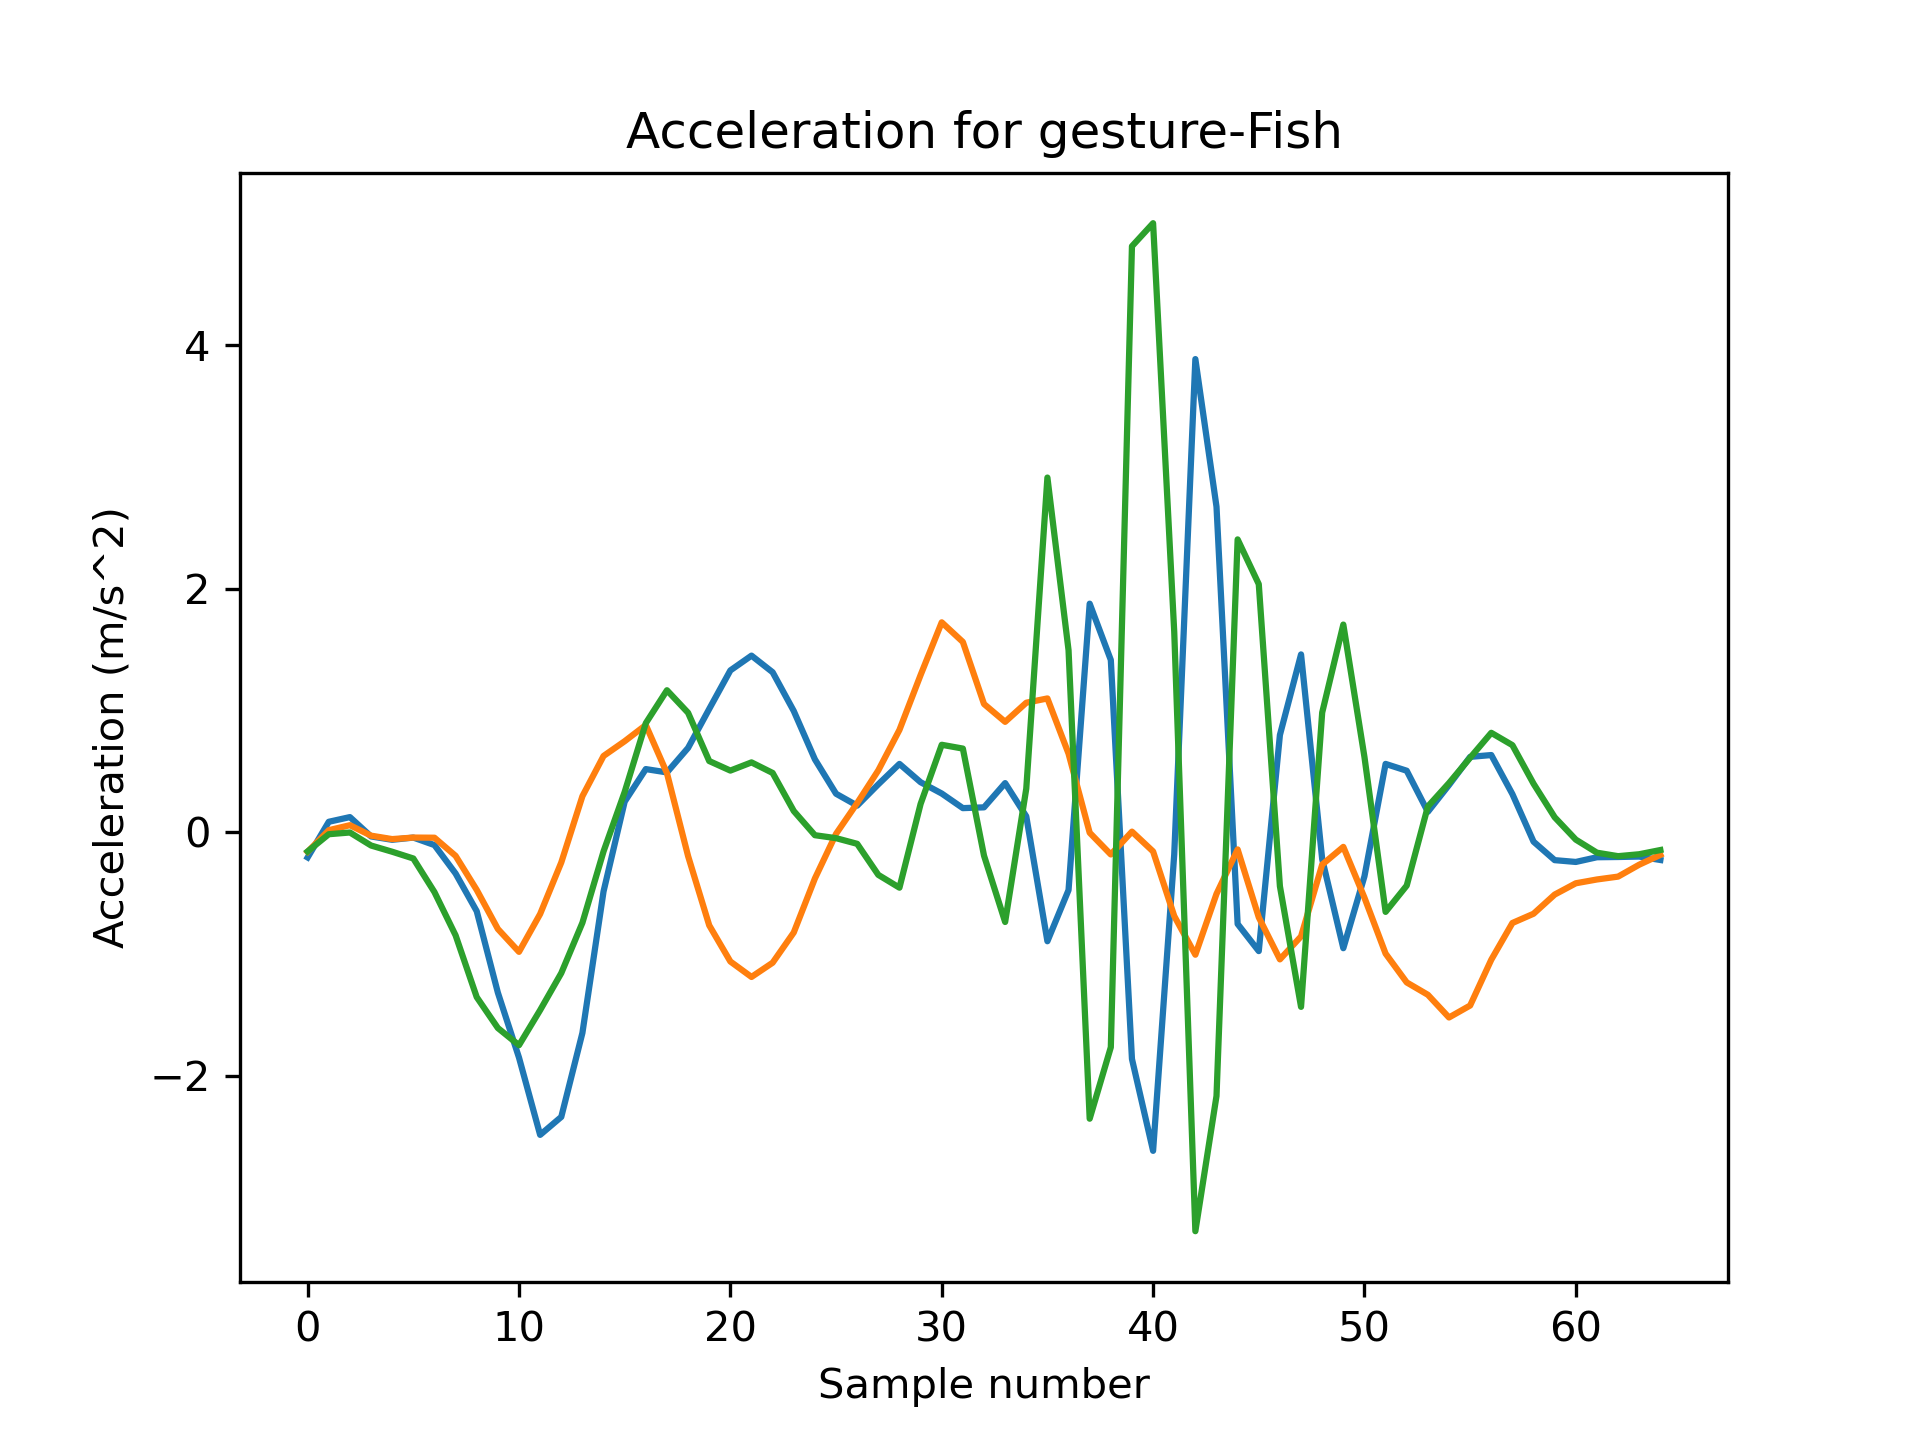 Acceleration for gesture-Fish
Acceleration (m/s^2)
4
2
0
−2
0 10 20 30 40 50 60
Sample number